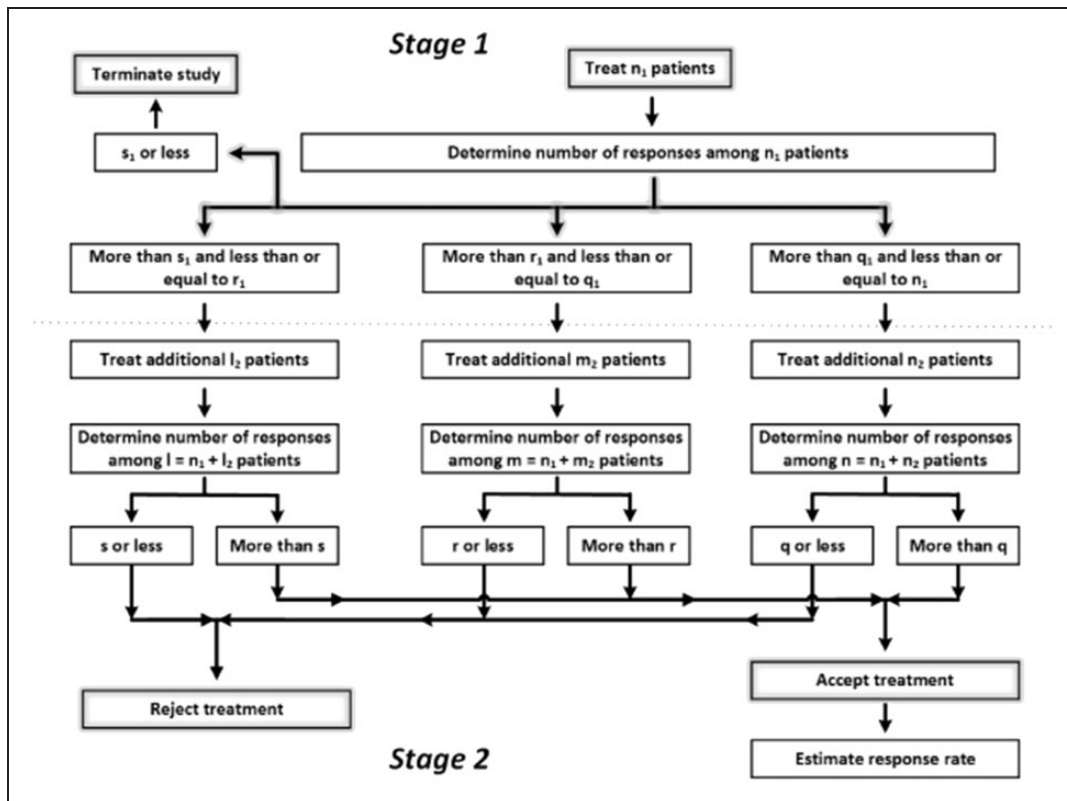 Stage 1
Treat n₁ patients
Terminate study
s₁ or less
Determine number of responses among n₁ patients
More than s₁ and less than or
equal to r₁
More than r₁ and less than or
equal to q₁
More than q₁ and less than or
equal to n₁
Treat additional l₂ patients
Treat additional m₂ patients
Treat additional n₂ patients
Determine number of responses
among l = n₁ + l₂ patients
Determine number of responses
among m = n₁ + m₂ patients
Determine number of responses
among n = n₁ + n₂ patients
s or less
More than s
r or less
More than r
q or less
More than q
Reject treatment
Accept treatment
Stage 2
Estimate response rate